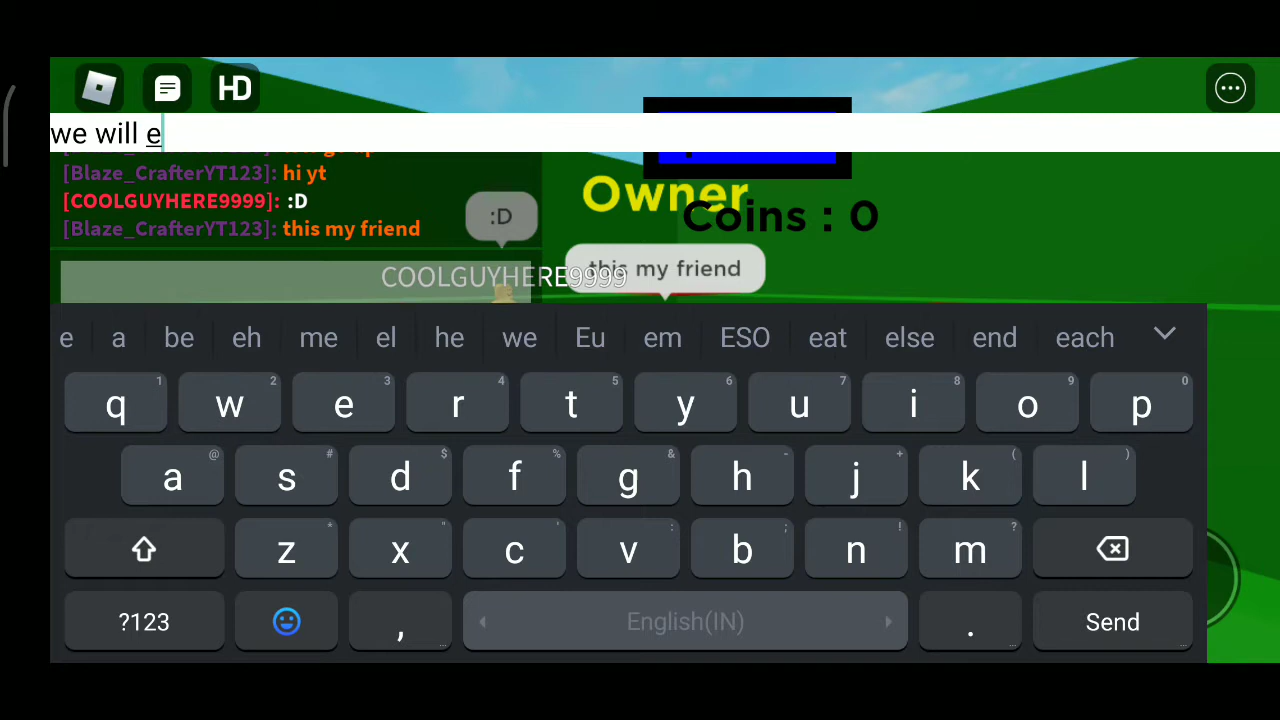 HD
we will e
[Blaze_CrafterYT123]: hi yt
[COOLGUYHERE9999]: :D
[Blaze_CrafterYT123]: this my friend
:D
Owner
Coins : 0
this my friend
COOLGUYHERE9999
e a be eh me el he we Eu em ESO eat else end each
q 1 w 2 e 3 r 4 t 5 y 6 u 7 i 8 o 9 p 0
a @ s # d $ f % g & h - j + k ( l )
z * x " c ' v : b ; n ! m ?
?123 , English(IN) . Send